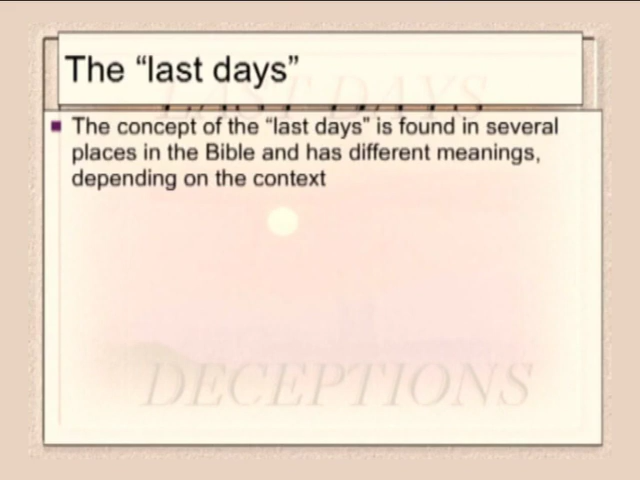 The “last days”
LAST DAYS
The concept of the “last days” is found in several
places in the Bible and has different meanings,
depending on the context
DECEPTIONS